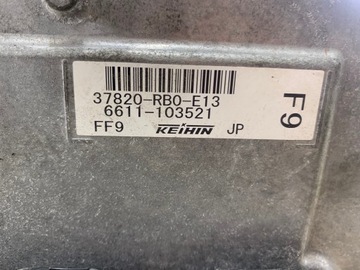 37820-RB0-E13
6611-103521
FF9 KEIHIN JP
F9